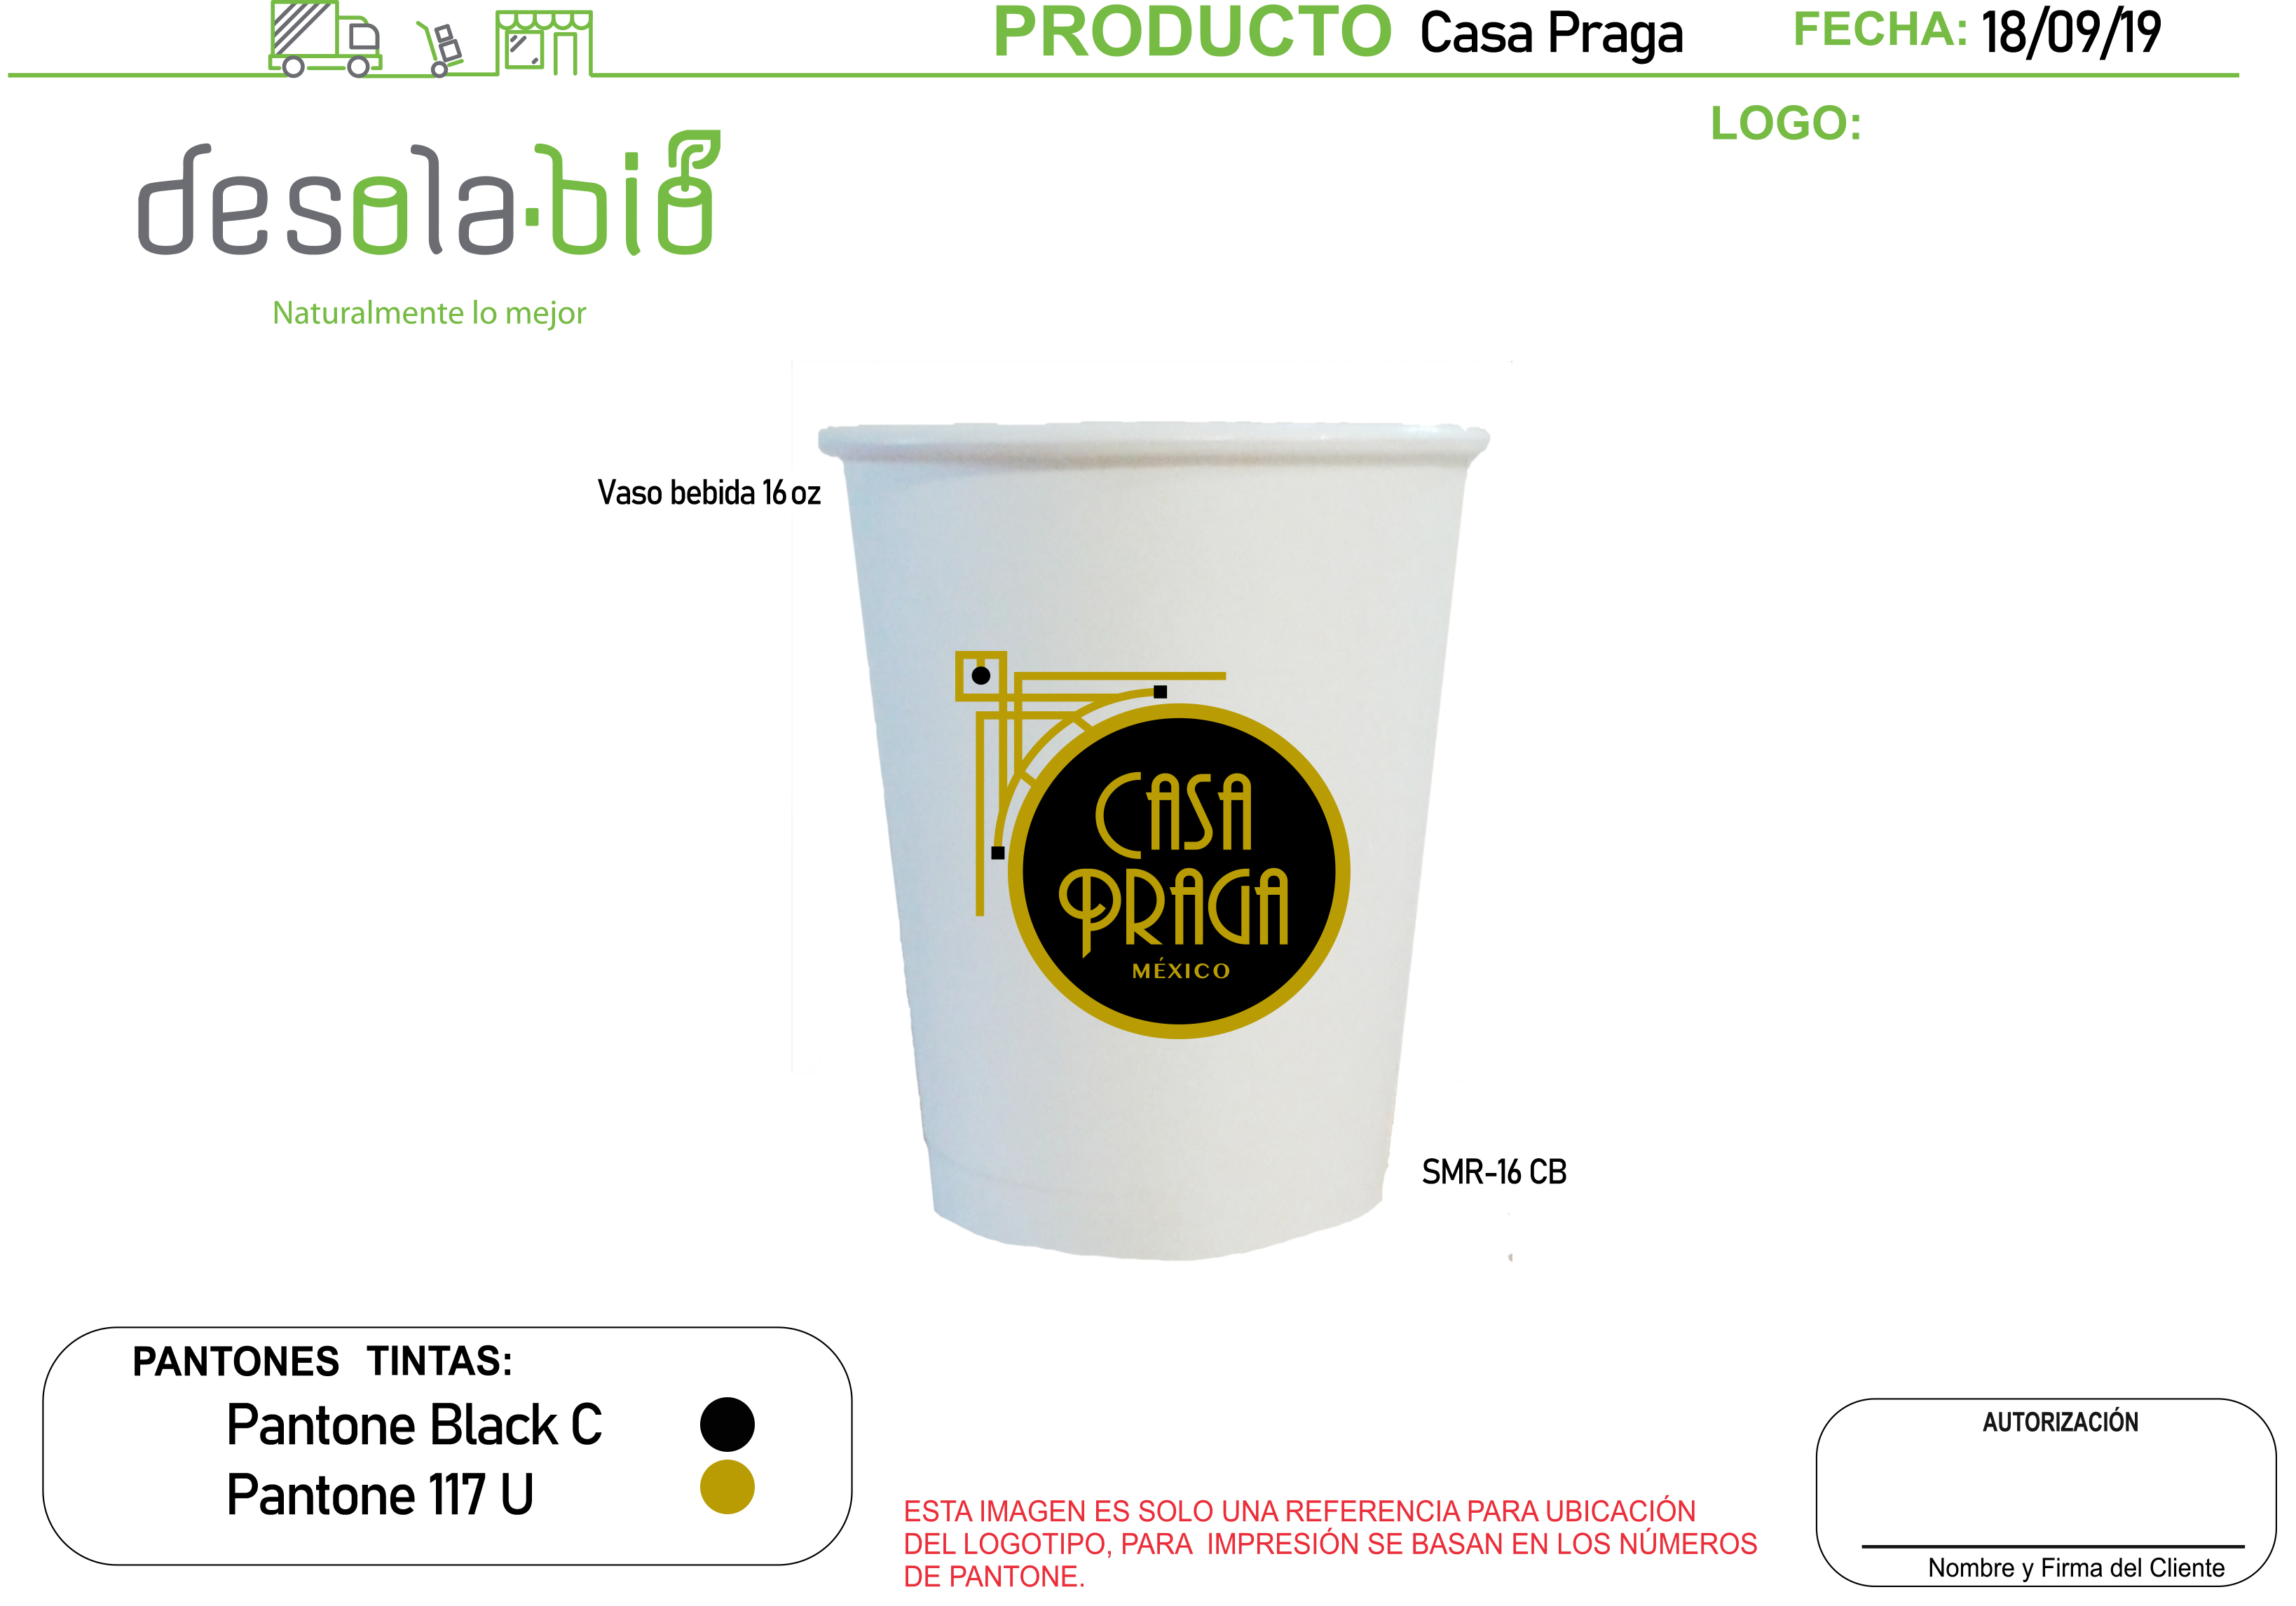 PRODUCTO Casa Praga FECHA: 18/09/19
LOGO:
desola.bio
Naturalmente lo mejor
Vaso bebida 16 oz
CASA
PRAGA
MÉXICO
SMR-16 CB
PANTONES TINTAS:
Pantone Black C
Pantone 117 U
ESTA IMAGEN ES SOLO UNA REFERENCIA PARA UBICACIÓN
DEL LOGOTIPO, PARA IMPRESIÓN SE BASAN EN LOS NÚMEROS
DE PANTONE.
AUTORIZACIÓN
Nombre y Firma del Cliente